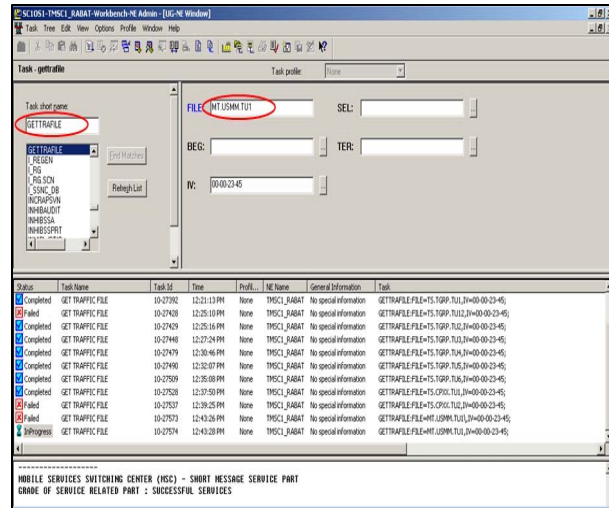 SC10S1-TMSC1_RABAT-Workbench-NE Admin - [UG-NE Window]
Task Tree Edit View Options Profile Window Help
Task - gettrafile
Task profile: None
Task short name:
GETTRAFILE
GETTRAFILE
I_REGEN
I_RG
I_RG.SCN
I_SSNC_DB
INCRAPSVN
INHIBAUDIT
INHIBSSA
INHIBSSPRT
Find Matches
Refresh List
FILE: MT.USMM.TU1 SEL:
BEG: TER:
IV: 00-00-23-45
Status Task Name Task Id Time Profil... NE Name General Information Task
Completed GET TRAFFIC FILE 10-27392 12:21:13 PM None TMSC1_RABAT No special information GETTRAFILE:FILE=TS.TGRP.TU1,IV=00-00-23-45;
Failed GET TRAFFIC FILE 10-27428 12:25:10 PM None TMSC1_RABAT No special information GETTRAFILE:FILE=TS.TGRP.TU12,IV=00-00-23-45;
Completed GET TRAFFIC FILE 10-27429 12:25:16 PM None TMSC1_RABAT No special information GETTRAFILE:FILE=TS.TGRP.TU2,IV=00-00-23-45;
Completed GET TRAFFIC FILE 10-27448 12:27:24 PM None TMSC1_RABAT No special information GETTRAFILE:FILE=TS.TGRP.TU3,IV=00-00-23-45;
Completed GET TRAFFIC FILE 10-27479 12:30:46 PM None TMSC1_RABAT No special information GETTRAFILE:FILE=TS.TGRP.TU4,IV=00-00-23-45;
Completed GET TRAFFIC FILE 10-27490 12:32:07 PM None TMSC1_RABAT No special information GETTRAFILE:FILE=TS.TGRP.TU5,IV=00-00-23-45;
Completed GET TRAFFIC FILE 10-27509 12:35:08 PM None TMSC1_RABAT No special information GETTRAFILE:FILE=TS.TGRP.TU6,IV=00-00-23-45;
Completed GET TRAFFIC FILE 10-27528 12:37:50 PM None TMSC1_RABAT No special information GETTRAFILE:FILE=TS.CPXX.TU1,IV=00-00-23-45;
Failed GET TRAFFIC FILE 10-27537 12:39:25 PM None TMSC1_RABAT No special information GETTRAFILE:FILE=TS.CPXX.TU2,IV=00-00-23-45;
Failed GET TRAFFIC FILE 10-27573 12:43:26 PM None TMSC1_RABAT No special information GETTRAFILE:FILE=MT.USMM.TU1\,IV=00-00-23-45;
InProgress GET TRAFFIC FILE 10-27574 12:43:28 PM None TMSC1_RABAT No special information GETTRAFILE:FILE=MT.USMM.TU1,IV=00-00-23-45;
MOBILE SERVICES SWITCHING CENTER (MSC) - SHORT MESSAGE SERVICE PART
GRADE OF SERVICE RELATED PART : SUCCESSFUL SERVICES